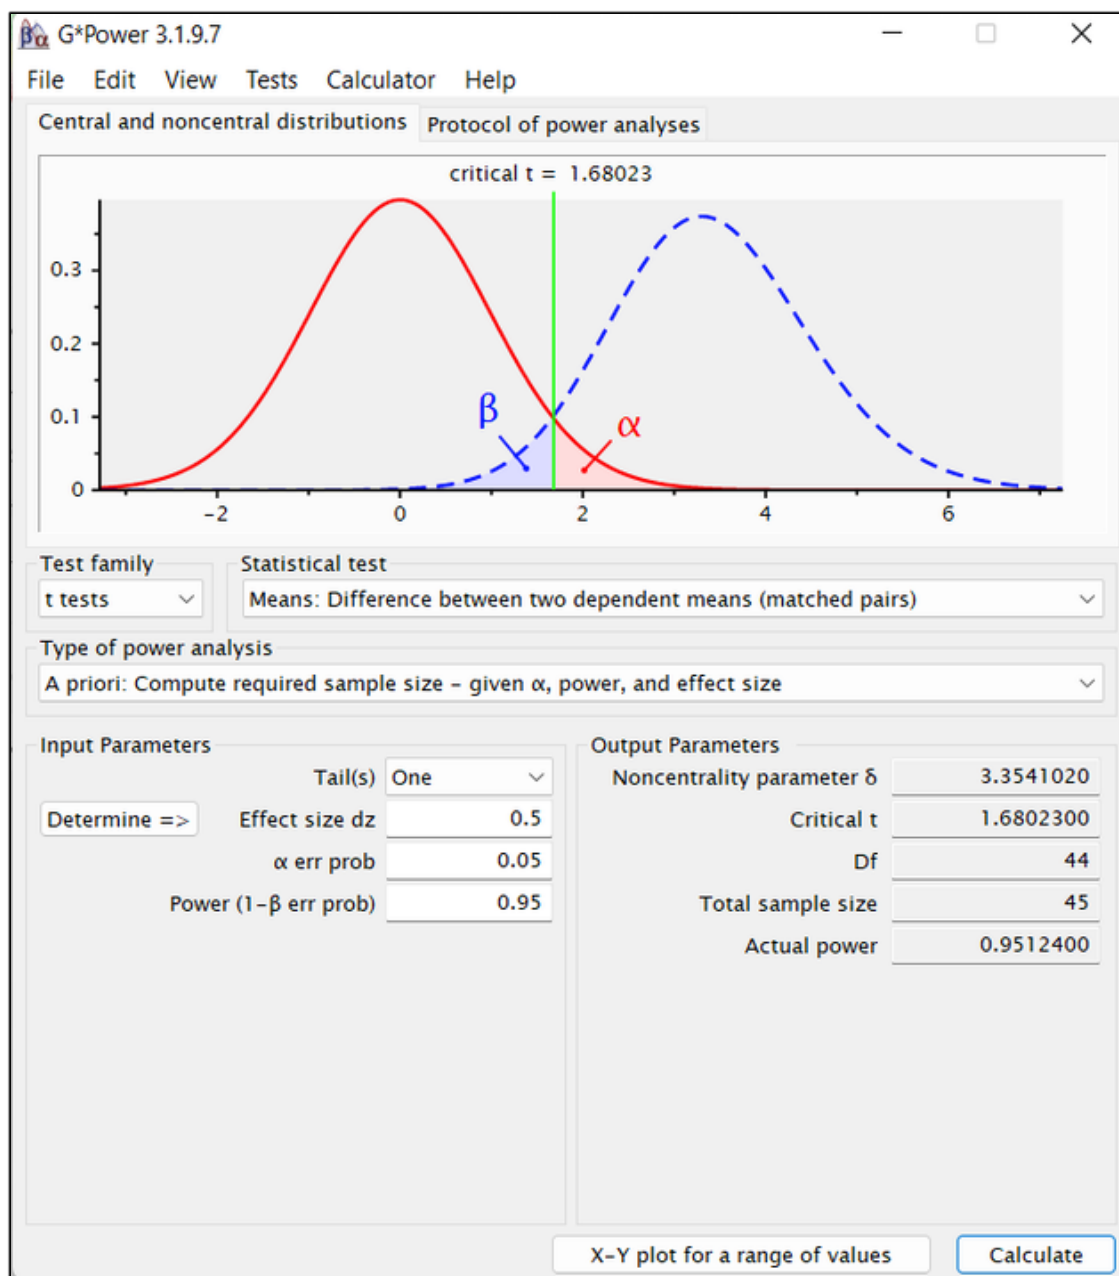 G*Power 3.1.9.7
File Edit View Tests Calculator Help
Central and noncentral distributions Protocol of power analyses
critical t = 1.68023
0.3
0.2
0.1
0
β
α
-2 0 2 4 6
Test family Statistical test
t tests Means: Difference between two dependent means (matched pairs)
Type of power analysis
A priori: Compute required sample size – given α, power, and effect size
Input Parameters
Tail(s) One
Determine => Effect size dz 0.5
α err prob 0.05
Power (1-β err prob) 0.95
Output Parameters
Noncentrality parameter δ 3.3541020
Critical t 1.6802300
Df 44
Total sample size 45
Actual power 0.9512400
X-Y plot for a range of values Calculate